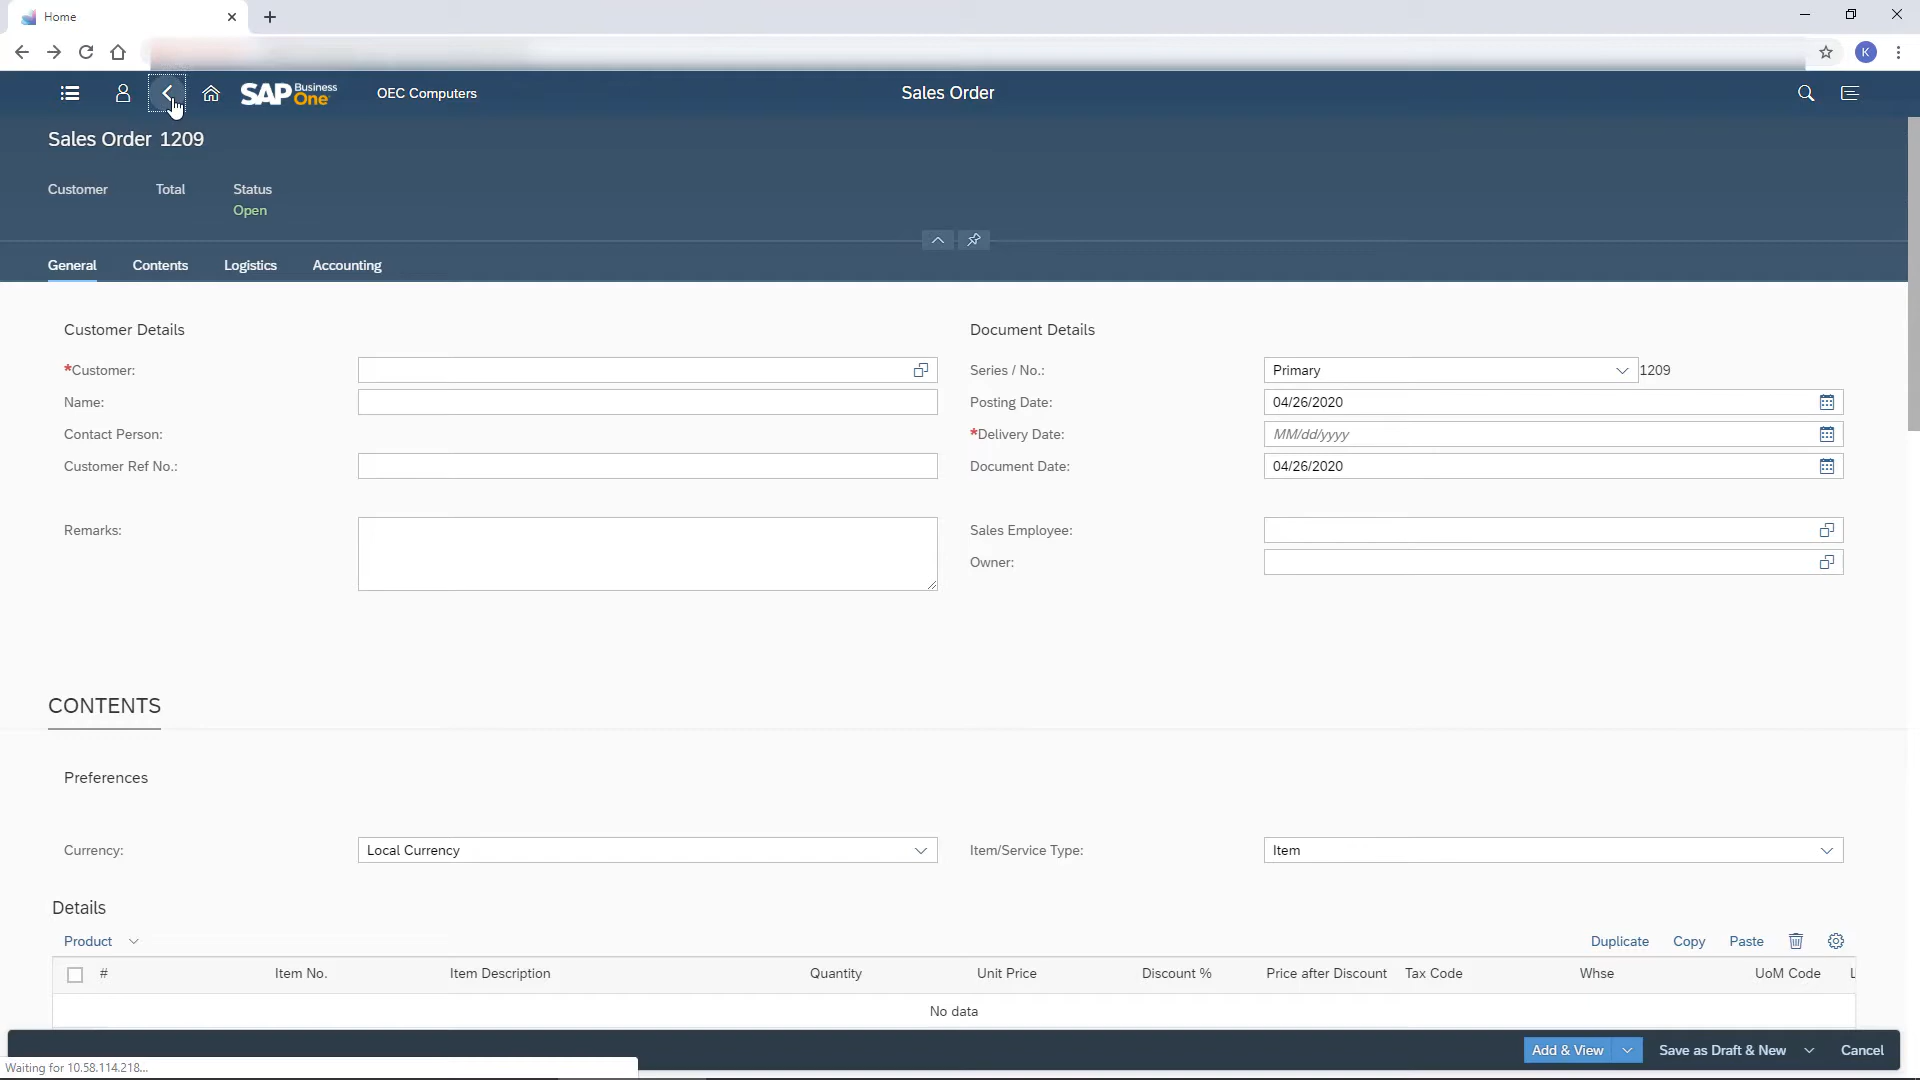 Home
K
SAP Business One
OEC Computers
Sales Order
Sales Order 1209
Customer Total Status
Open
General Contents Logistics Accounting
Customer Details
*Customer:
Name:
Contact Person:
Customer Ref No.:
Remarks:
Document Details
Series / No.: Primary 1209
Posting Date: 04/26/2020
*Delivery Date: MM/dd/yyyy
Document Date: 04/26/2020
Sales Employee:
Owner:
CONTENTS
Preferences
Currency: Local Currency Item/Service Type: Item
Details
Product Duplicate Copy Paste
# Item No. Item Description Quantity Unit Price Discount % Price after Discount Tax Code Whse UoM Code L
No data
Add & View Save as Draft & New Cancel
Waiting for 10.58.114.218...